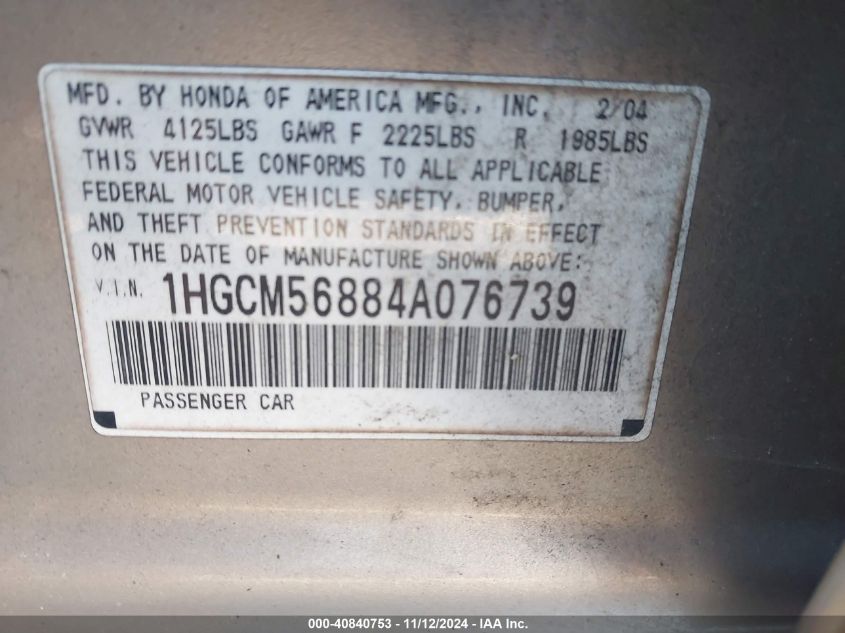 MFD. BY HONDA OF AMERICA MFG., INC. 2/04
GVWR 4125LBS GAWR F 2225LBS R 1985LBS
THIS VEHICLE CONFORMS TO ALL APPLICABLE
FEDERAL MOTOR VEHICLE SAFETY, BUMPER,
AND THEFT PREVENTION STANDARDS IN EFFECT
ON THE DATE OF MANUFACTURE SHOWN ABOVE:
V.I.N. 1HGCM56884A076739
PASSENGER CAR
000-40840753 - 11/12/2024 - IAA Inc.